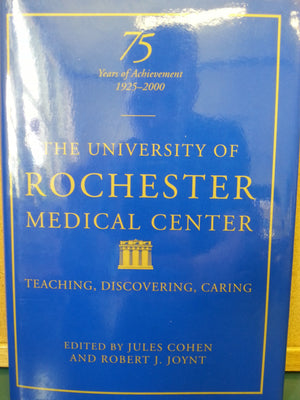 75
Years of Achievement
1925–2000
THE UNIVERSITY OF
ROCHESTER
MEDICAL CENTER
TEACHING, DISCOVERING, CARING
EDITED BY JULES COHEN
AND ROBERT J. JOYNT